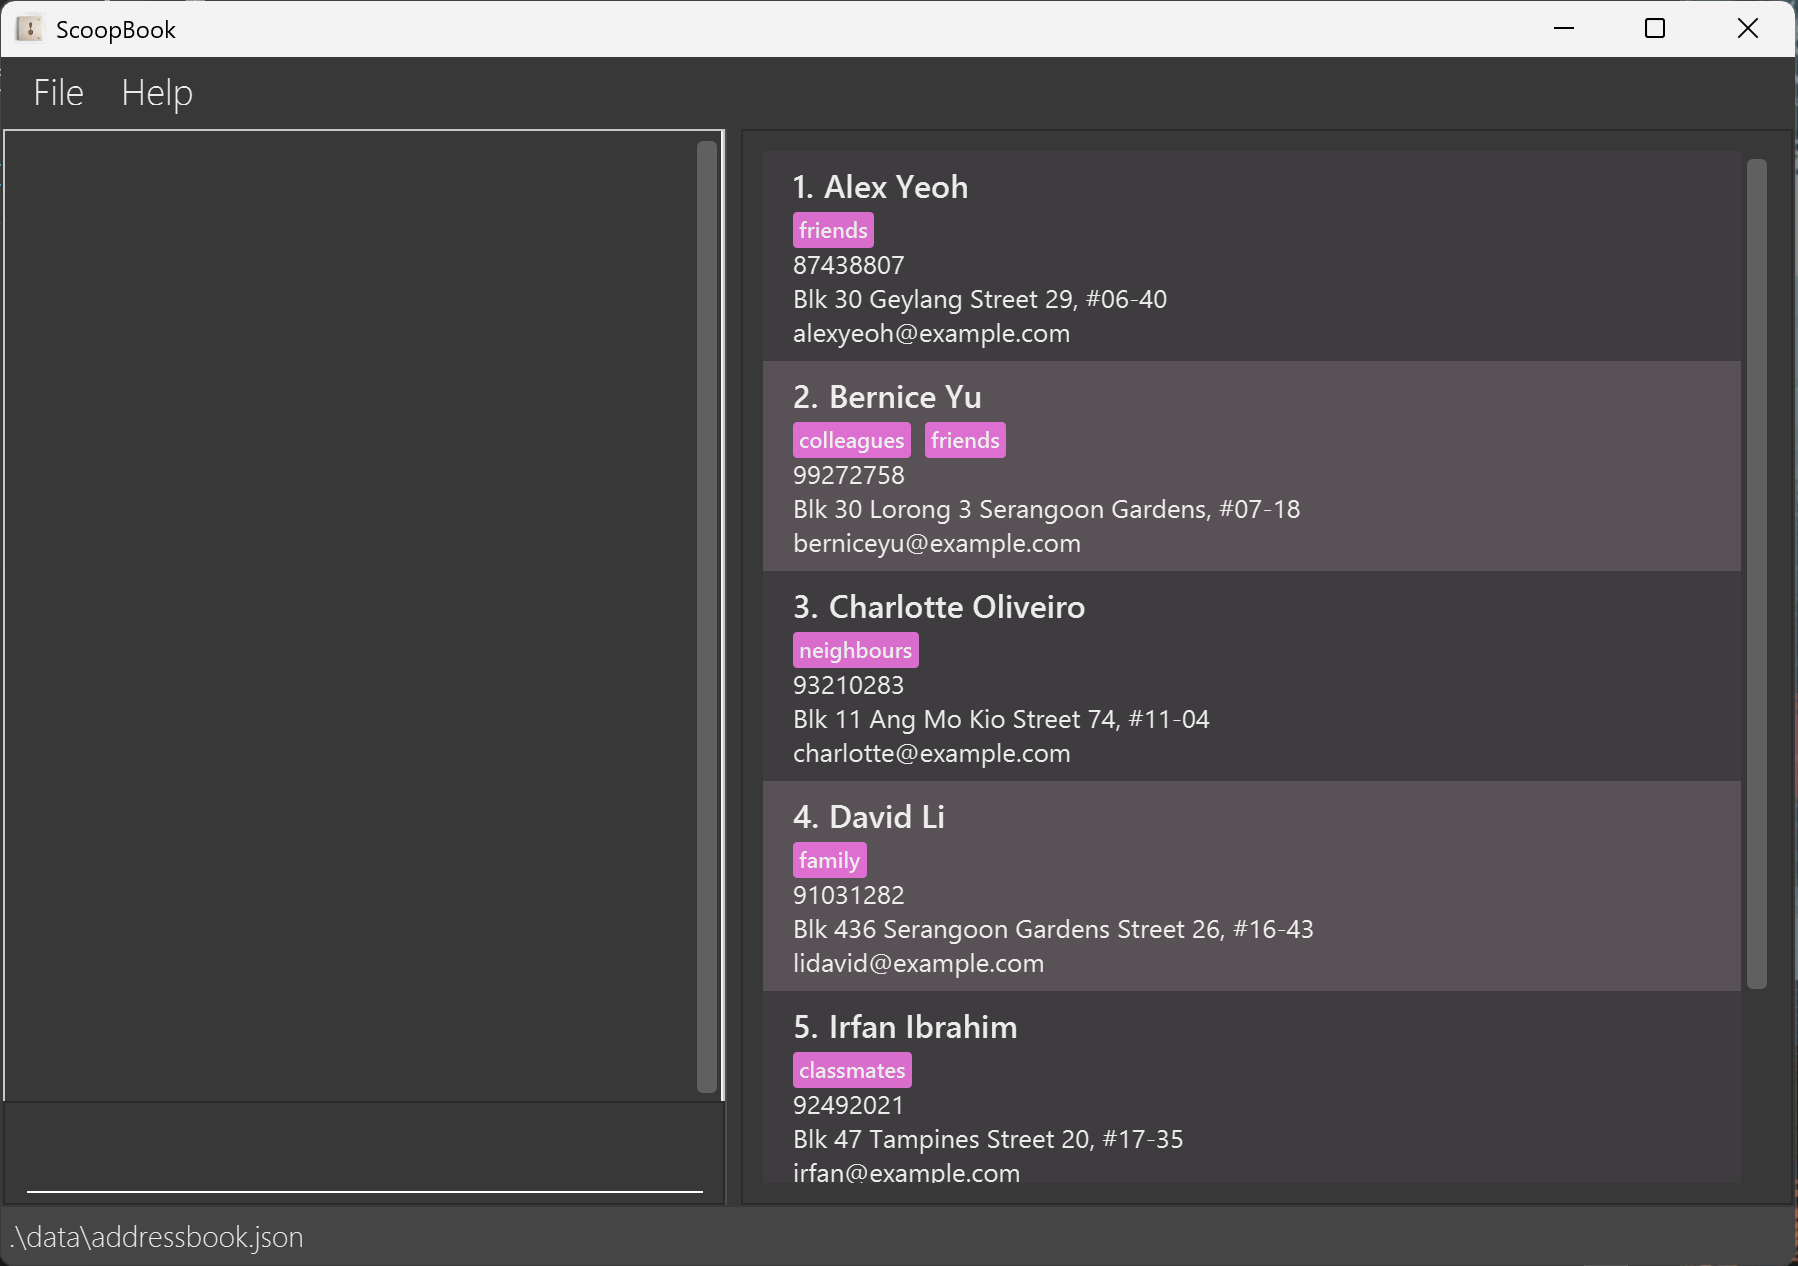 ScoopBook
File Help
1. Alex Yeoh
friends
87438807
Blk 30 Geylang Street 29, #06-40
alexyeoh@example.com
2. Bernice Yu
colleagues friends
99272758
Blk 30 Lorong 3 Serangoon Gardens, #07-18
berniceyu@example.com
3. Charlotte Oliveiro
neighbours
93210283
Blk 11 Ang Mo Kio Street 74, #11-04
charlotte@example.com
4. David Li
family
91031282
Blk 436 Serangoon Gardens Street 26, #16-43
lidavid@example.com
5. Irfan Ibrahim
classmates
92492021
Blk 47 Tampines Street 20, #17-35
irfan@example.com
.\data\addressbook.json